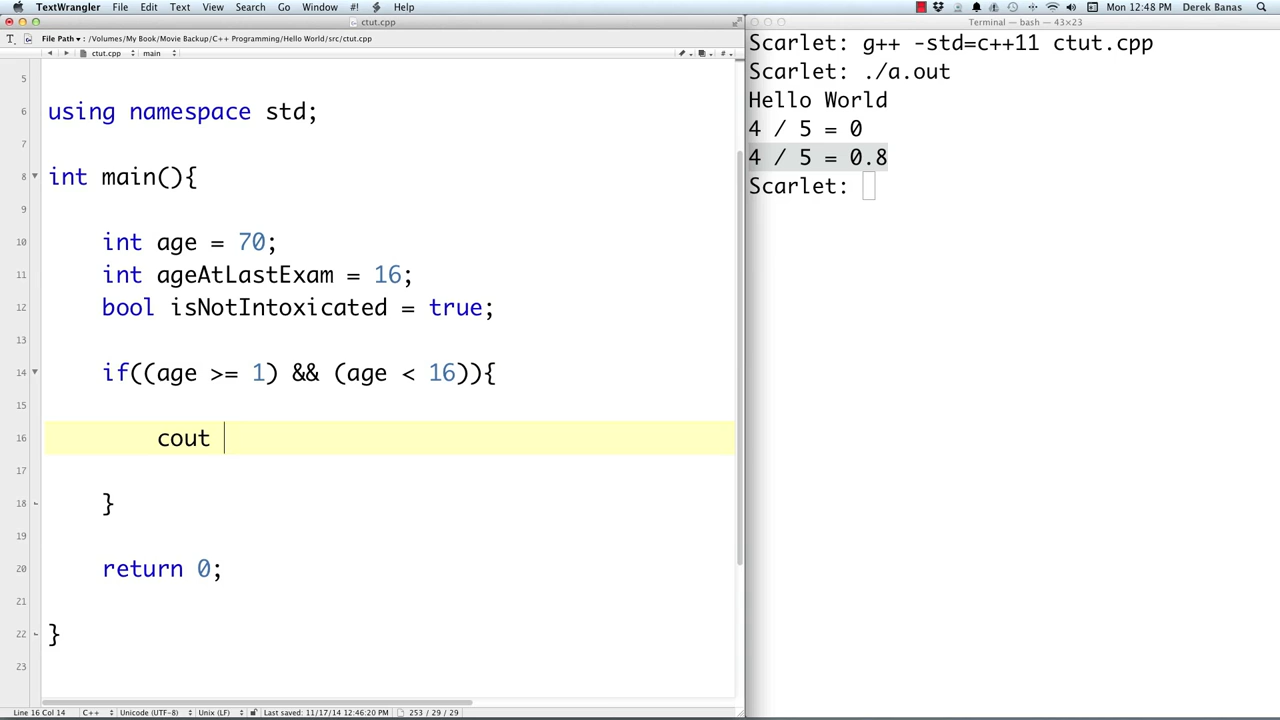 TextWrangler File Edit Text View Search Go Window #! Help Mon 12:48 PM Derek Banas
ctut.cpp
File Path : /Volumes/My Book/Movie Backup/C++ Programming/Hello World/src/ctut.cpp
ctut.cpp main
5
6 using namespace std;
7
8 int main(){
9
10 int age = 70;
11 int ageAtLastExam = 16;
12 bool isNotIntoxicated = true;
13
14 if((age >= 1) && (age < 16)){
15
16 cout
17
18 }
19
20 return 0;
21
22 }
23
Line 16 Col 14 C++ Unicode (UTF-8) Unix (LF) Last saved: 11/17/14 12:46:20 PM 253 / 29 / 29
Terminal — bash — 43×23
Scarlet: g++ -std=c++11 ctut.cpp
Scarlet: ./a.out
Hello World
4 / 5 = 0
4 / 5 = 0.8
Scarlet: